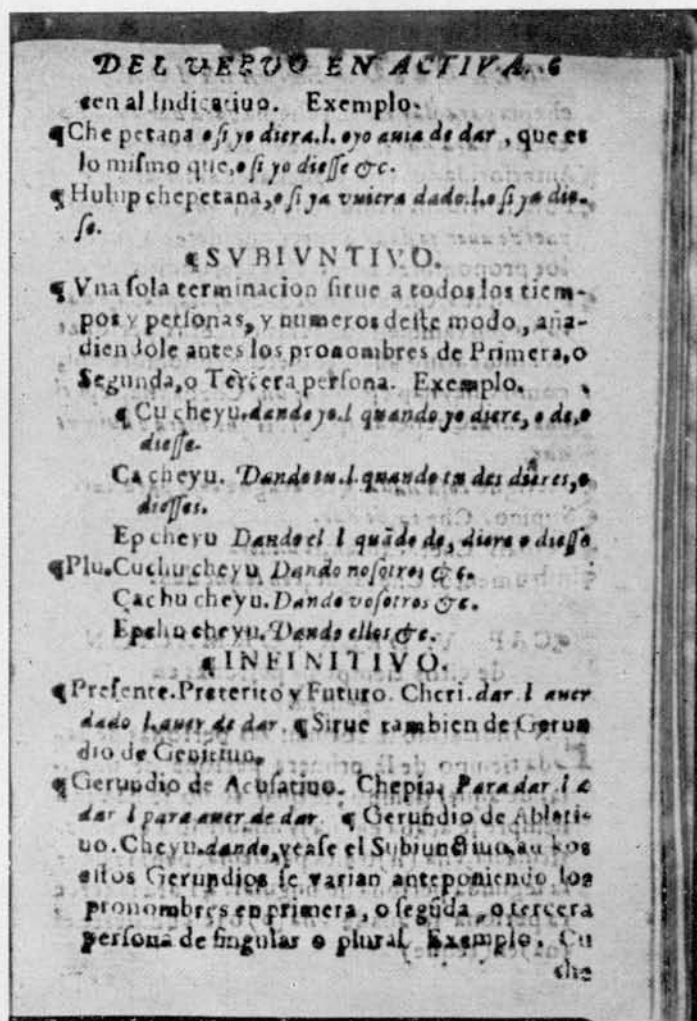 DEL VERVO EN ACTIVA. 6
cen al Indicatiuo. Exemplo.
¶Che petana o ſi yo diera.l. o yo auia de dar, que es
lo miſmo que, o ſi yo dieſſe &c.
¶Hulup chepetana, o ſi yo vuiera dado.l.o ſi yo die-
ſſe.
¶SVBIVNTIVO.
¶Vna ſola terminacion ſirue a todos los tiem-
pos y perſonas, y numeros deſte modo, aña-
diendole antes los pronombres de Primera, o
Segunda, o Tercera perſona. Exemplo.
¶Cu cheyu. dando yo.l quando yo diere, o de, o
dieſſe.
Ca cheyu. Dando tu.l. quando tu des diêres, o
dieſſes.
Ep cheyu Dando el l quãdo de, diere o dieſſe
¶Plu. Cuchu cheyu Dando noſotros &c.
Cachu cheyu. Dando voſotros &c.
Epchu cheyu. Dando ellos &c.
¶INFINITIVO.
¶Preſente. Preterito y Futuro. Cheri. dar l auer
dado l. auer de dar. ¶Sirue tambien de Gerun
dio de Genitiuo.
¶Gerundio de Acuſatiuo. Chepia. Para dar l a
dar l para auer de dar. ¶Gerundio de Ablati-
uo. Cheyu. dando, veaſe el Subiunctiuo,
eſtos Gerundios ſe varian anteponiendo los
pronombres en primera, o ſegũda, o tercera
perſona de ſingular o plural. Exemplo. Cu
che